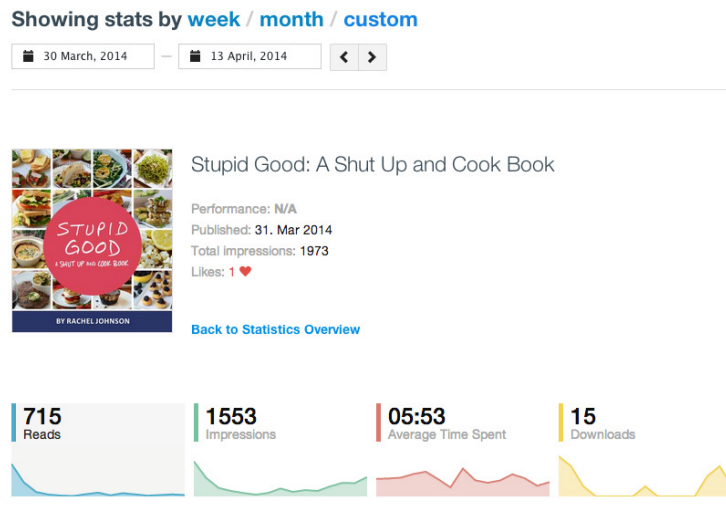 Showing stats by week / month / custom
30 March, 2014 — 13 April, 2014
Stupid Good: A Shut Up and Cook Book
STUPID
GOOD
A SHUT UP AND COOK BOOK
BY RACHEL JOHNSON
Performance: N/A
Published: 31. Mar 2014
Total impressions: 1973
Likes: 1 ♥
Back to Statistics Overview
715
Reads
1553
Impressions
05:53
Average Time Spent
15
Downloads